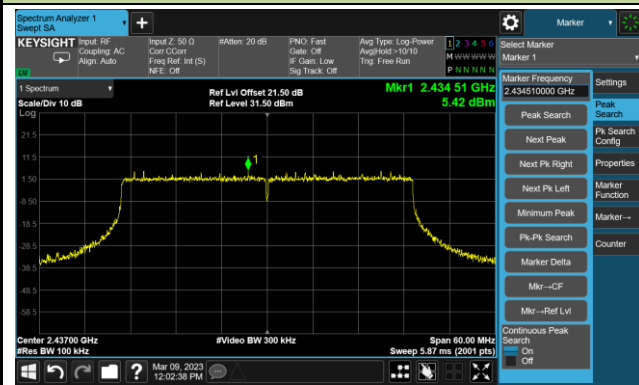 Spectrum Analyzer 1
Swept SA
Marker
KEYSIGHT
Input: RF
Coupling: AC
Align: Auto
Input Z: 50 Ω
Corr CCorr
Freq Ref: Int (S)
NFE: Off
#Atten: 20 dB
PNO: Fast
Gate: Off
IF Gain: Low
Sig Track: Off
Avg Type: Log-Power
Avg|Hold:>10/10
Trig: Free Run
1 2 3 4 5 6
M W W W W W
P N N N N N
LW
Select Marker
Marker 1
1 Spectrum
Scale/Div 10 dB
Log
Ref Lvl Offset 21.50 dB
Ref Level 31.50 dBm
Mkr1 2.434 51 GHz
5.42 dBm
21.5
11.5
1.50
-8.50
-18.5
-28.5
-38.5
-48.5
-58.5
1
Center 2.43700 GHz
#Res BW 100 kHz
#Video BW 300 kHz
Span 60.00 MHz
Sweep 5.87 ms (2001 pts)
Marker Frequency
2.434510000 GHz
Peak Search
Next Peak
Next Pk Right
Next Pk Left
Minimum Peak
Pk-Pk Search
Marker Delta
Mkr→CF
Mkr→Ref Lvl
Continuous Peak
Search
On
Off
Settings
Peak
Search
Pk Search
Config
Properties
Marker
Function
Marker→
Counter
Mar 09, 2023
12:02:38 PM